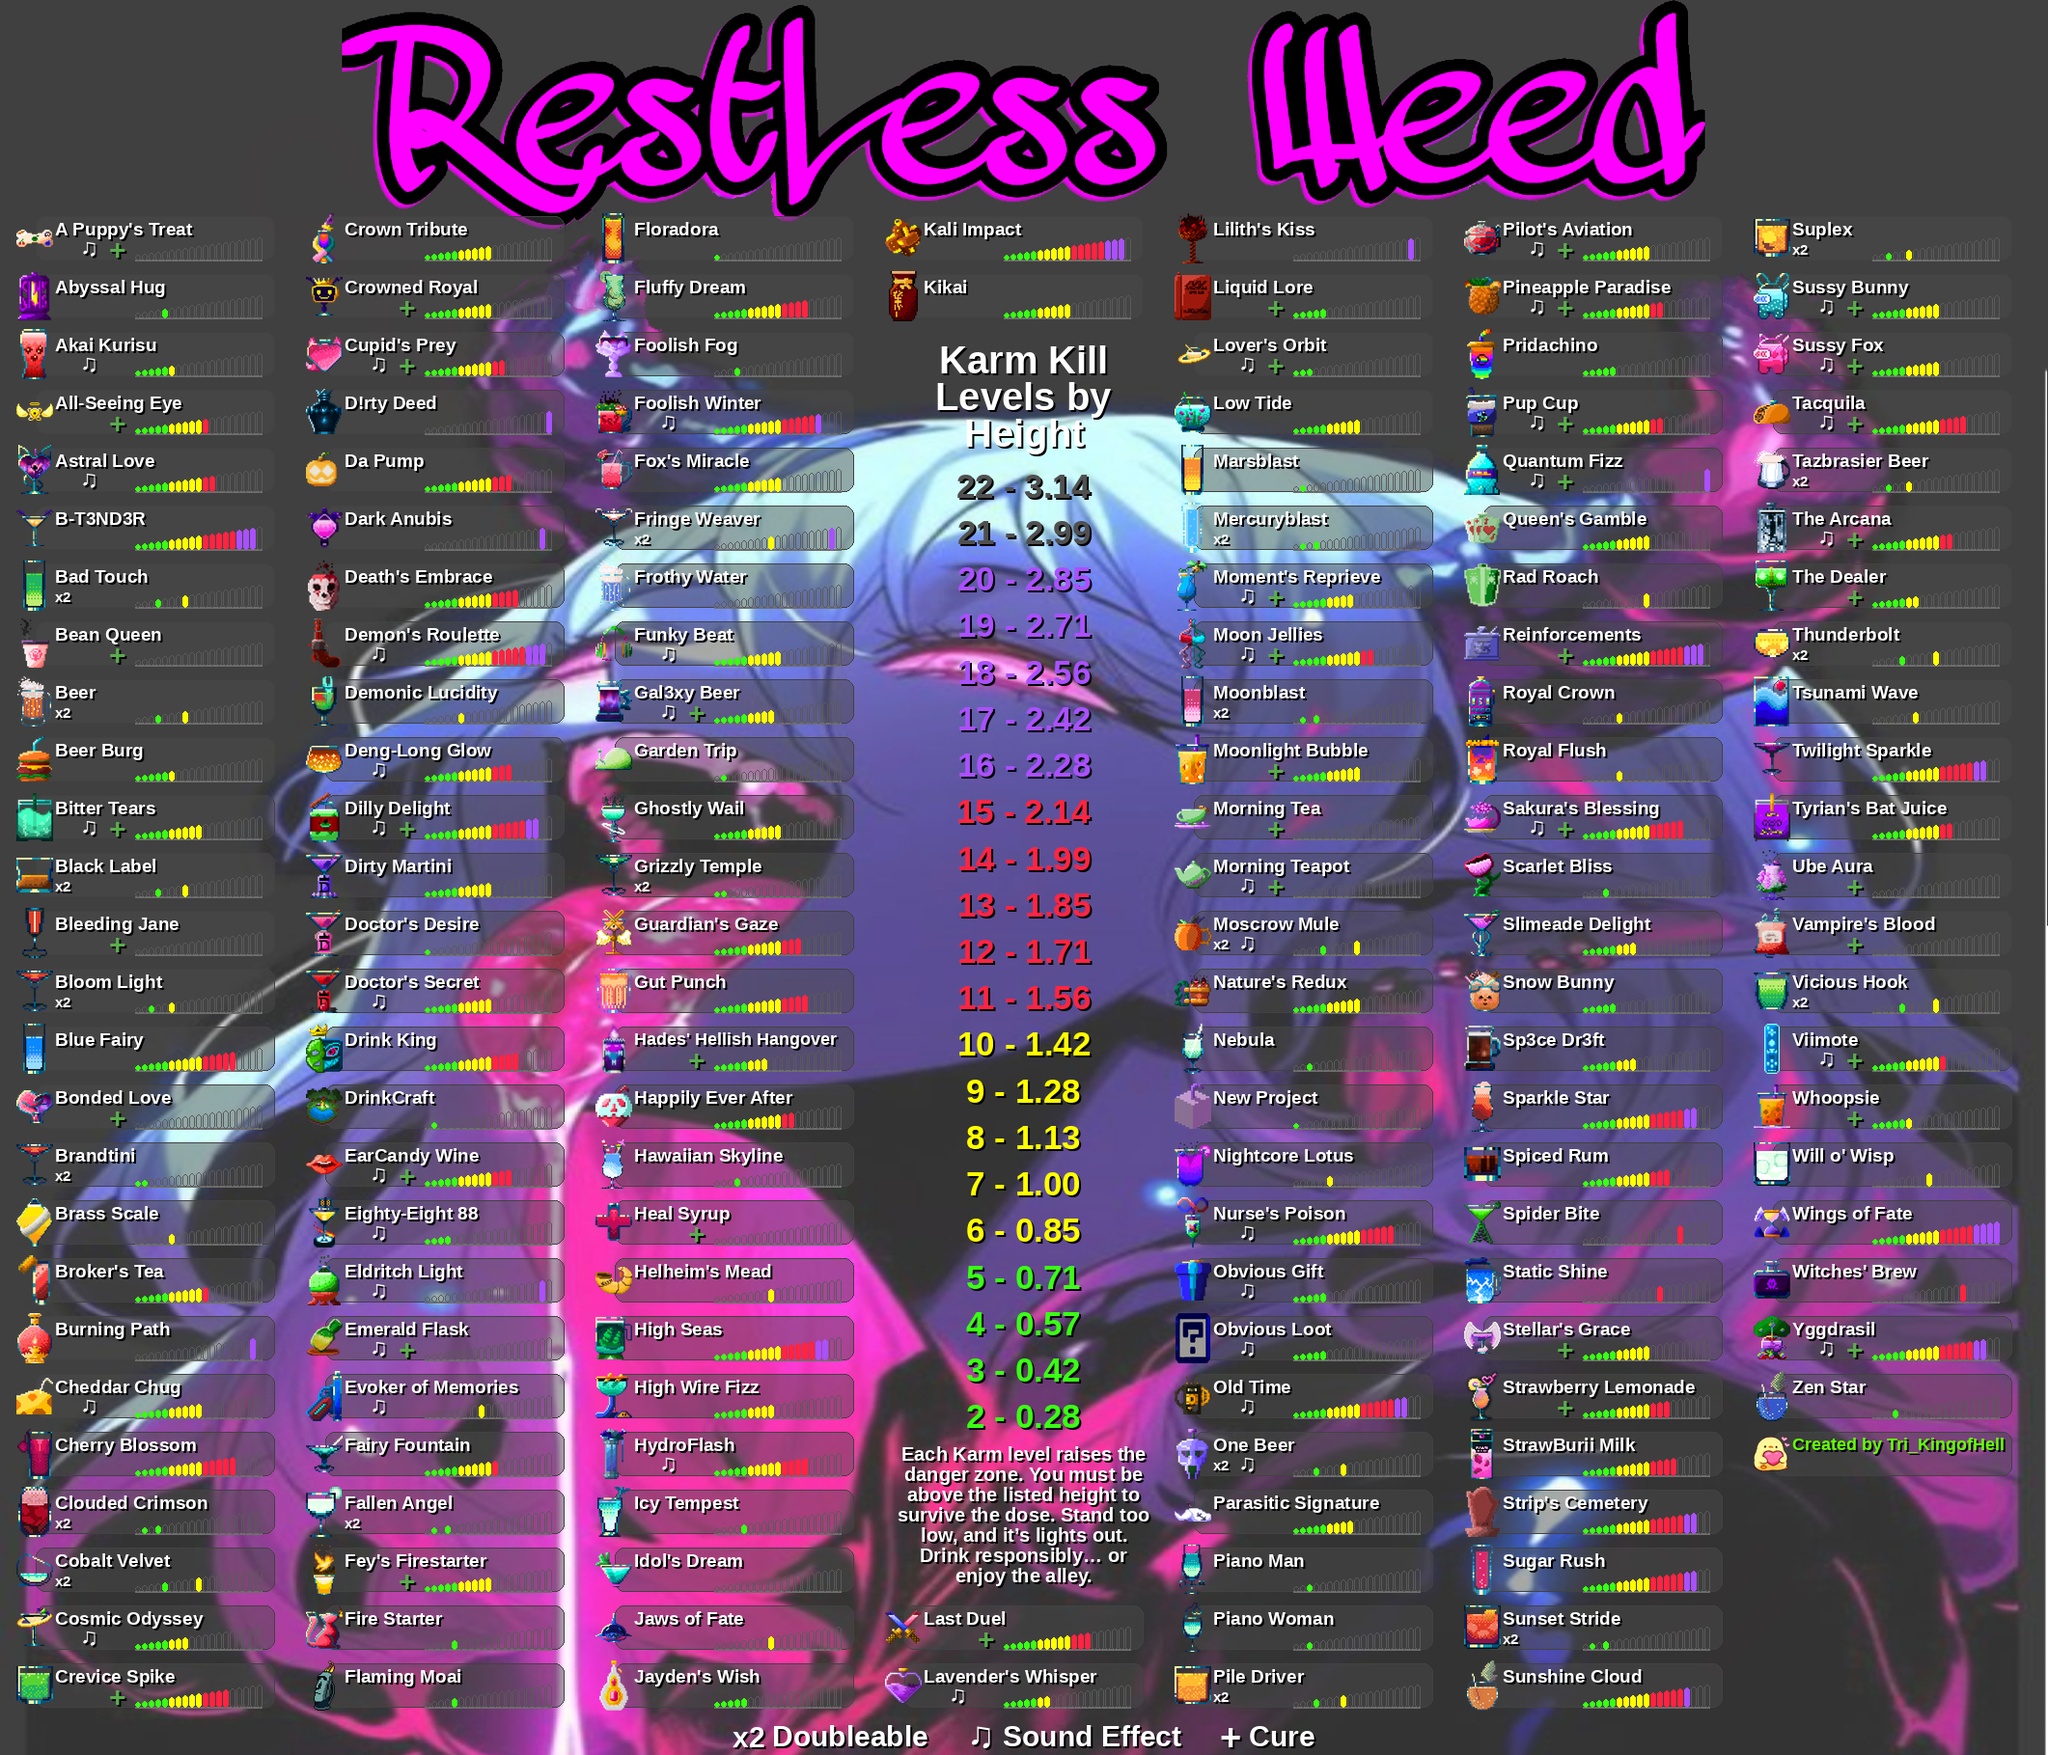 Restless Weed
A Puppy's Treat
♫ +
Abyssal Hug
Akai Kurisu
♫
All-Seeing Eye
+
Astral Love
♫
B-T3ND3R
Bad Touch
x2
Bean Queen
+
Beer
x2
Beer Burg
Bitter Tears
♫ +
Black Label
x2
Bleeding Jane
+
Bloom Light
x2
Blue Fairy
Bonded Love
+
Brandtini
x2
Brass Scale
Broker's Tea
Burning Path
Cheddar Chug
♫
Cherry Blossom
Clouded Crimson
x2
Cobalt Velvet
x2
Cosmic Odyssey
♫
Crevice Spike
+
Crown Tribute
Crowned Royal
+
Cupid's Prey
♫ +
D!rty Deed
Da Pump
Dark Anubis
Death's Embrace
Demon's Roulette
♫
Demonic Lucidity
Deng-Long Glow
♫
Dilly Delight
♫ +
Dirty Martini
Doctor's Desire
Doctor's Secret
♫
Drink King
DrinkCraft
EarCandy Wine
♫ +
Eighty-Eight 88
♫
Eldritch Light
♫
Emerald Flask
♫ +
Evoker of Memories
♫
Fairy Fountain
Fallen Angel
x2
Fey's Firestarter
+
Fire Starter
Flaming Moai
Floradora
Fluffy Dream
Foolish Fog
Foolish Winter
♫
Fox's Miracle
Fringe Weaver
x2
Frothy Water
Funky Beat
♫
Gal3xy Beer
♫ +
Garden Trip
Ghostly Wail
Grizzly Temple
x2
Guardian's Gaze
Gut Punch
Hades' Hellish Hangover
+
Happily Ever After
Hawaiian Skyline
Heal Syrup
+
Helheim's Mead
High Seas
High Wire Fizz
HydroFlash
♫
Icy Tempest
Idol's Dream
Jaws of Fate
Jayden's Wish
Kali Impact
Kikai
Karm Kill
Levels by
Height
22 - 3.14
21 - 2.99
20 - 2.85
19 - 2.71
18 - 2.56
17 - 2.42
16 - 2.28
15 - 2.14
14 - 1.99
13 - 1.85
12 - 1.71
11 - 1.56
10 - 1.42
9 - 1.28
8 - 1.13
7 - 1.00
6 - 0.85
5 - 0.71
4 - 0.57
3 - 0.42
2 - 0.28
Each Karm level raises the
danger zone. You must be
above the listed height to
survive the dose. Stand too
low, and it's lights out.
Drink responsibly... or
enjoy the alley.
Last Duel
+
Lavender's Whisper
♫
Lilith's Kiss
Liquid Lore
+
Lover's Orbit
♫ +
Low Tide
Marsblast
Mercuryblast
x2
Moment's Reprieve
♫ +
Moon Jellies
♫ +
Moonblast
x2
Moonlight Bubble
+
Morning Tea
+
Morning Teapot
♫ +
Moscrow Mule
x2 ♫
Nature's Redux
Nebula
New Project
Nightcore Lotus
Nurse's Poison
♫
Obvious Gift
♫
Obvious Loot
♫
Old Time
♫
One Beer
x2 ♫
Parasitic Signature
Piano Man
Piano Woman
Pile Driver
x2
Pilot's Aviation
♫ +
Pineapple Paradise
♫ +
Pridachino
Pup Cup
♫ +
Quantum Fizz
♫ +
Queen's Gamble
Rad Roach
Reinforcements
+
Royal Crown
Royal Flush
Sakura's Blessing
♫ +
Scarlet Bliss
Slimeade Delight
Snow Bunny
Sp3ce Dr3ft
Sparkle Star
Spiced Rum
Spider Bite
Static Shine
Stellar's Grace
+
Strawberry Lemonade
+
StrawBurii Milk
Strip's Cemetery
Sugar Rush
Sunset Stride
x2
Sunshine Cloud
Suplex
x2
Sussy Bunny
♫ +
Sussy Fox
♫ +
Tacquila
♫ +
Tazbrasier Beer
x2
The Arcana
♫ +
The Dealer
+
Thunderbolt
x2
Tsunami Wave
Twilight Sparkle
Tyrian's Bat Juice
Ube Aura
+
Vampire's Blood
+
Vicious Hook
x2
Viimote
♫ +
Whoopsie
+
Will o' Wisp
Wings of Fate
Witches' Brew
Yggdrasil
♫ +
Zen Star
Created by Tri_KingofHell
x2 Doubleable ♫ Sound Effect + Cure